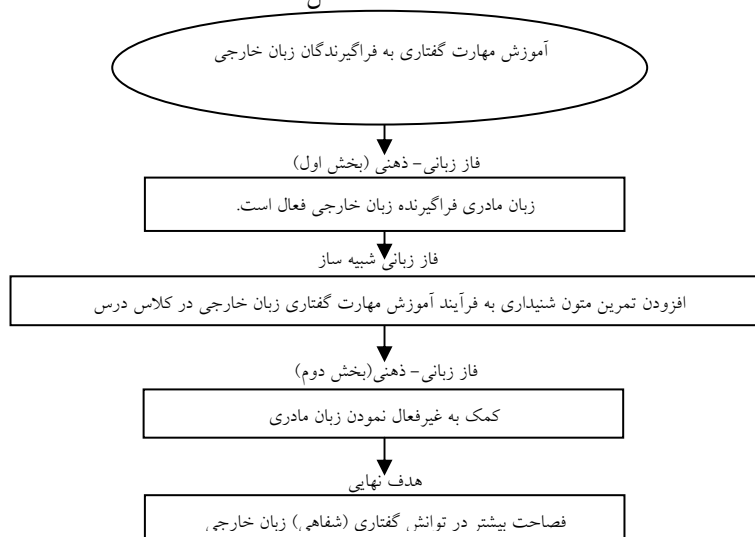 آموزش مهارت گفتاری به فراگیرندگان زبان خارجی
فاز زبانی- ذهنی (بخش اول)
زبان مادری فراگیرنده زبان خارجی فعال است.
فاز زبانی شبیه ساز
افزودن تمرین متون شنیداری به فرآیند آموزش مهارت گفتاری زبان خارجی در کلاس درس
فاز زبانی- ذهنی(بخش دوم)
کمک به غیرفعال نمودن زبان مادری
هدف نهایی
فصاحت بیشتر در توانش گفتاری (شفاهی) زبان خارجی